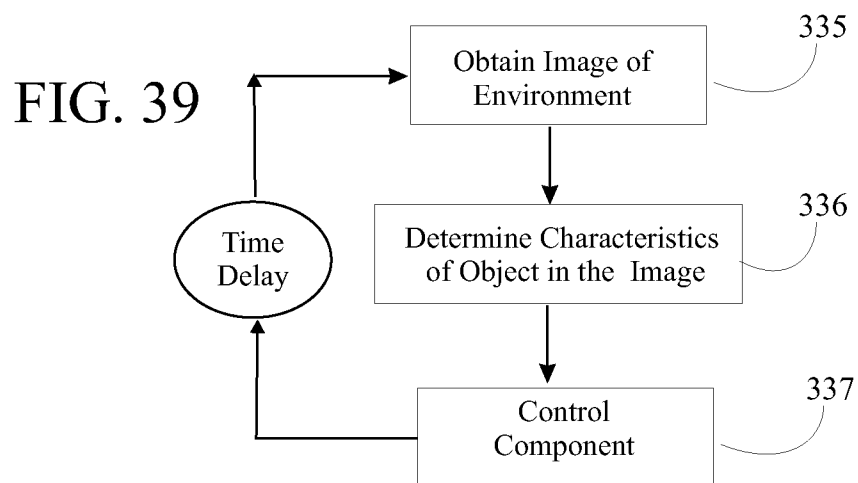 FIG. 39
335
Obtain Image of
Environment
336
Determine Characteristics
of Object in the Image
Time
Delay
337
Control
Component